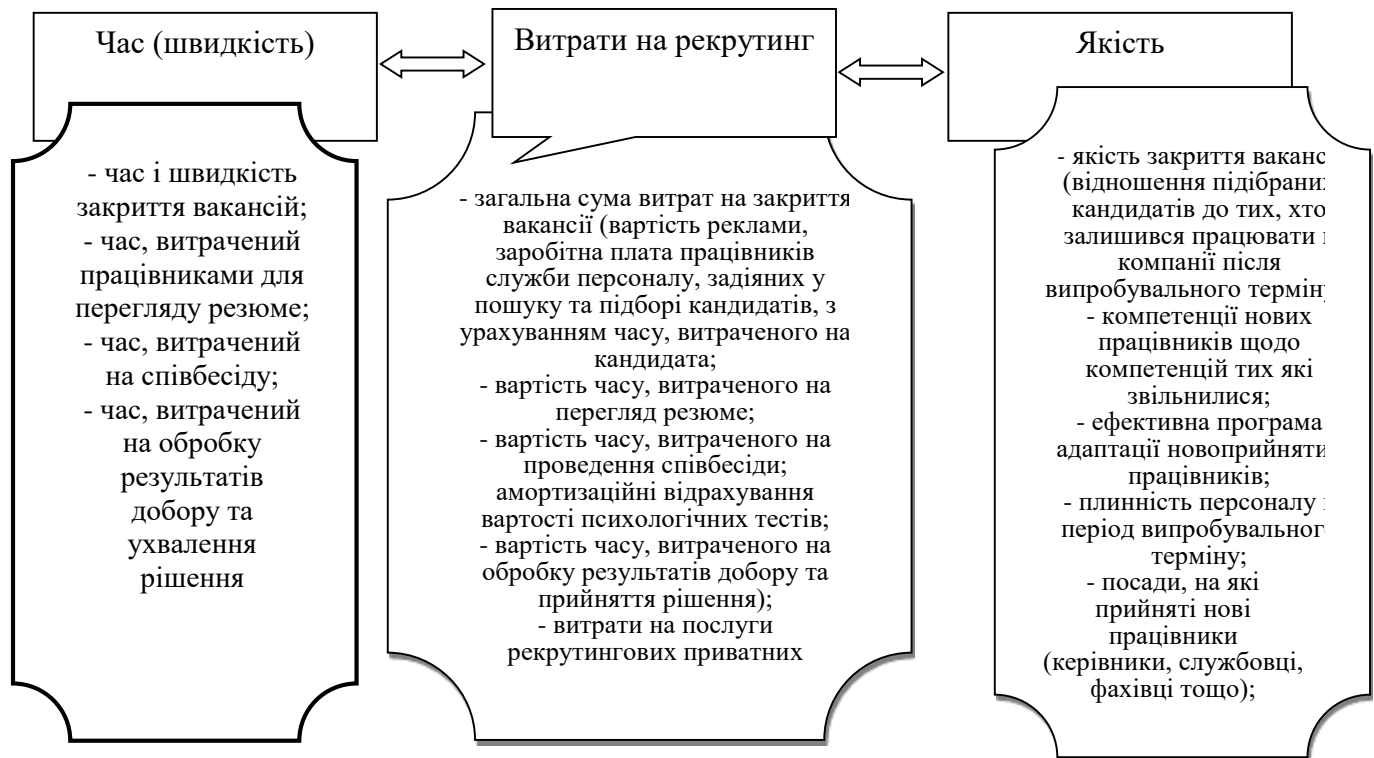 Час (швидкість)
Витрати на рекрутинг
Якість
- час і швидкість
закриття вакансій;
- час, витрачений
працівниками для
перегляду резюме;
- час, витрачений
на співбесіду;
- час, витрачений
на обробку
результатів
добору та
ухвалення
рішення
- загальна сума витрат на закриття
вакансії (вартість реклами,
заробітна плата працівників
служби персоналу, задіяних у
пошуку та підборі кандидатів, з
урахуванням часу, витраченого на
кандидата;
- вартість часу, витраченого на
перегляд резюме;
- вартість часу, витраченого на
проведення співбесіди;
амортизаційні відрахування
вартості психологічних тестів;
- вартість часу, витраченого на
обробку результатів добору та
прийняття рішення);
- витрати на послуги
рекрутингових приватних
- якість закриття
(відношення
кандидатів до тих, хто
залишився працювати
компанії після
випробувального
- компетенції нових
працівників щодо
компетенцій тих які
звільнилися;
- ефективна програма
адаптації
працівників;
- плинність персоналу
період
терміну;
- посади, на які
прийняті нові
працівники
(керівники, службовці,
фахівці тощо);